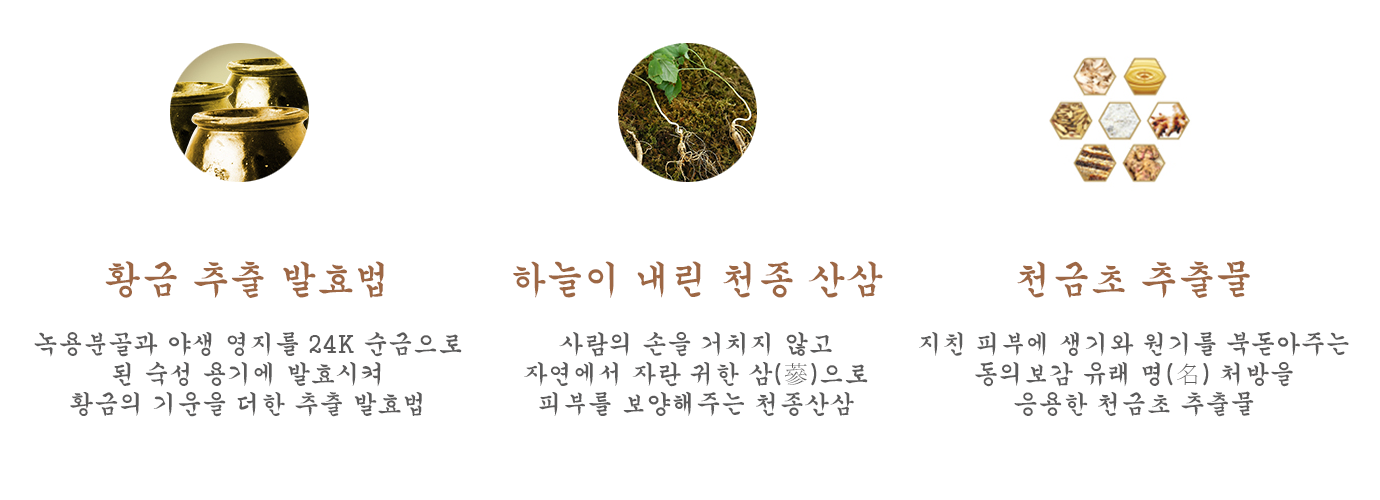 황금 추출 발효법
녹용분골과 야생 영지를 24K 순금으로
된 숙성 용기에 발효시켜
황금의 기운을 더한 추출 발효법
하늘이 내린 천종 산삼
사람의 손을 거치지 않고
자연에서 자란 귀한 삼(蔘)으로
피부를 보양해주는 천종산삼
천금초 추출물
지친 피부에 생기와 원기를 북돋아주는
동의보감 유래 명(名) 처방을
응용한 천금초 추출물